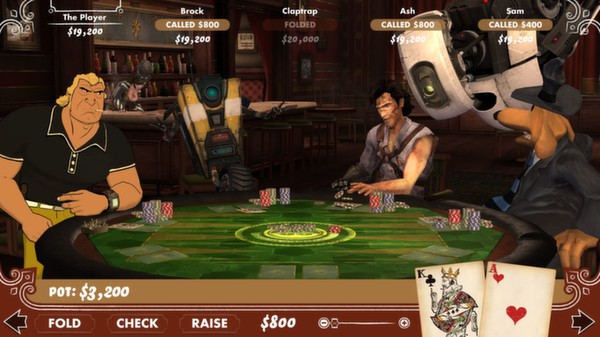 The Player
$19,200
Brock
CALLED $800
$19,200
Claptrap
FOLDED
$20,000
Ash
CALLED $800
$19,200
Sam
CALLED $400
$19,200
POT: $3,200
K
A
FOLD CHECK RAISE $800